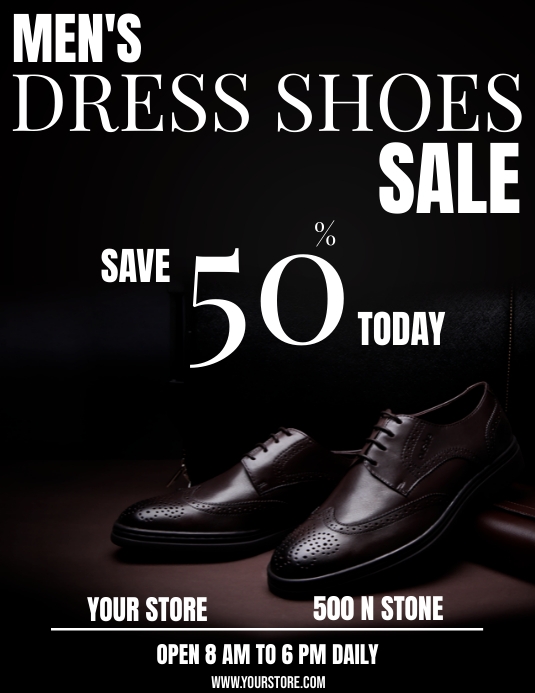 MEN'S
DRESS SHOES
SALE
%
SAVE 50 TODAY
YOUR STORE
500 N STONE
OPEN 8 AM TO 6 PM DAILY
WWW.YOURSTORE.COM